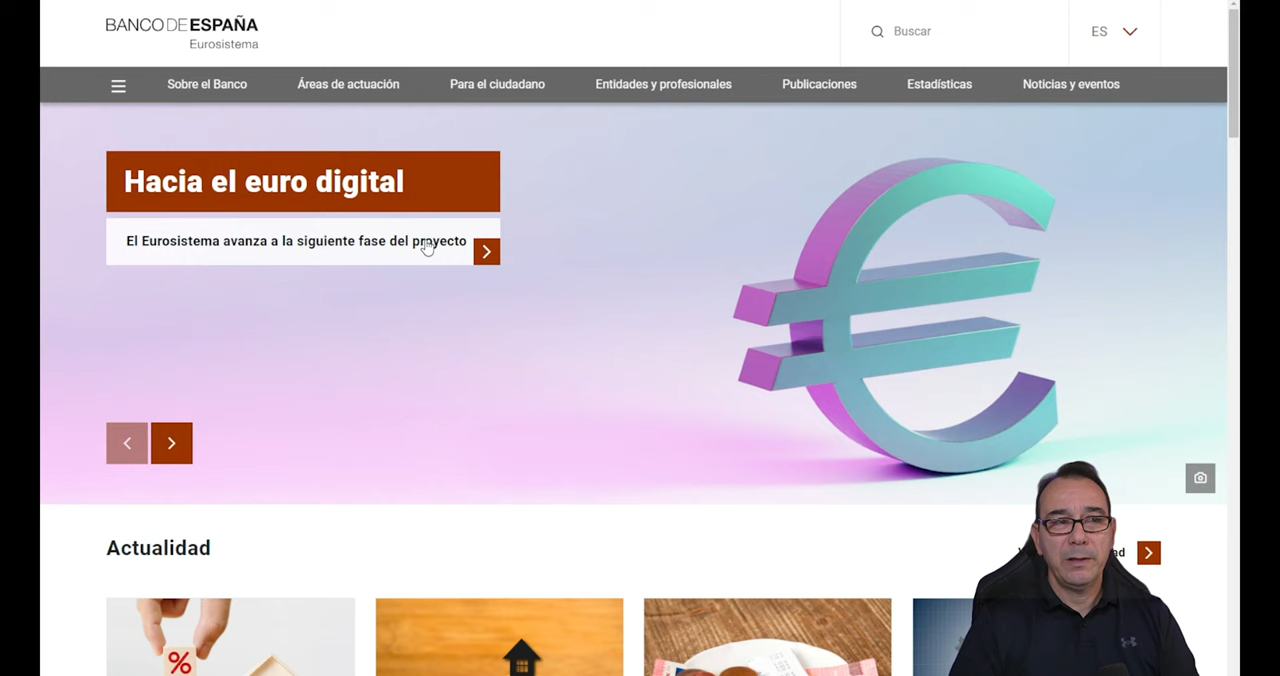 BANCO DE ESPAÑA
Eurosistema
Buscar
ES
Sobre el Banco
Áreas de actuación
Para el ciudadano
Entidades y profesionales
Publicaciones
Estadísticas
Noticias y eventos
Hacia el euro digital
El Eurosistema avanza a la siguiente fase del proyecto
Actualidad
%